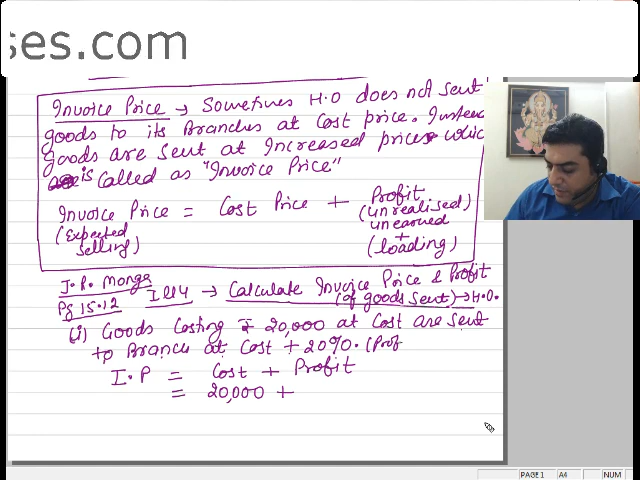 ses.com
Invoice Price → Sometimes H.O does not sent
goods to its Branches at Cost price. Instea
goods are sent at Increased price which
is called as "Invoice Price"
Invoice Price = Cost Price + Profit
(Expected selling)
(unrealised)
unearned
+
(loading)
J.P. Monga
Pg 15.12
Ill 4 → Calculate Invoice Price & Profit
(of goods sent) → H.O.
(i) Goods Costing ₹ 20,000 at Cost are sent
to Branch at Cost + 20%. (Prof
I.P = Cost + Profit
= 20,000 +
PAGE 1 A4 NUM